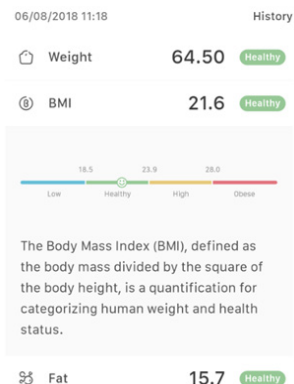 06/08/2018 11:18 History
Weight 64.50 Healthy
BMI 21.6 Healthy
18.5 23.9 28.0
Low Healthy High Obese
The Body Mass Index (BMI), defined as
the body mass divided by the square of
the body height, is a quantification for
categorizing human weight and health
status.
Fat 15.7 Healthy